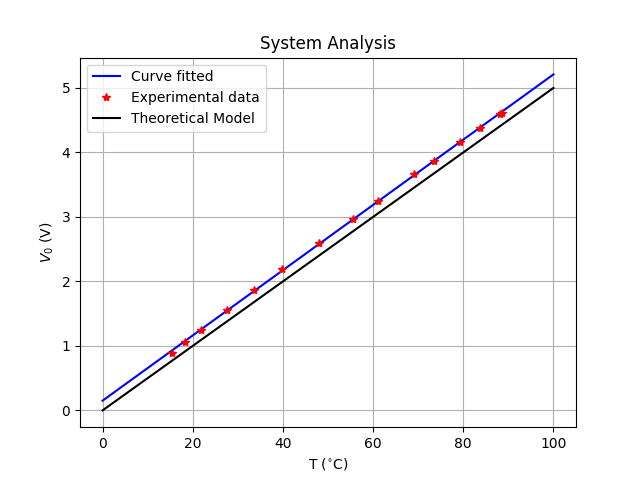 System Analysis
Curve fitted
Experimental data
Theoretical Model
5
4
3
2
1
0
V₀ (V)
0 20 40 60 80 100
T (°C)